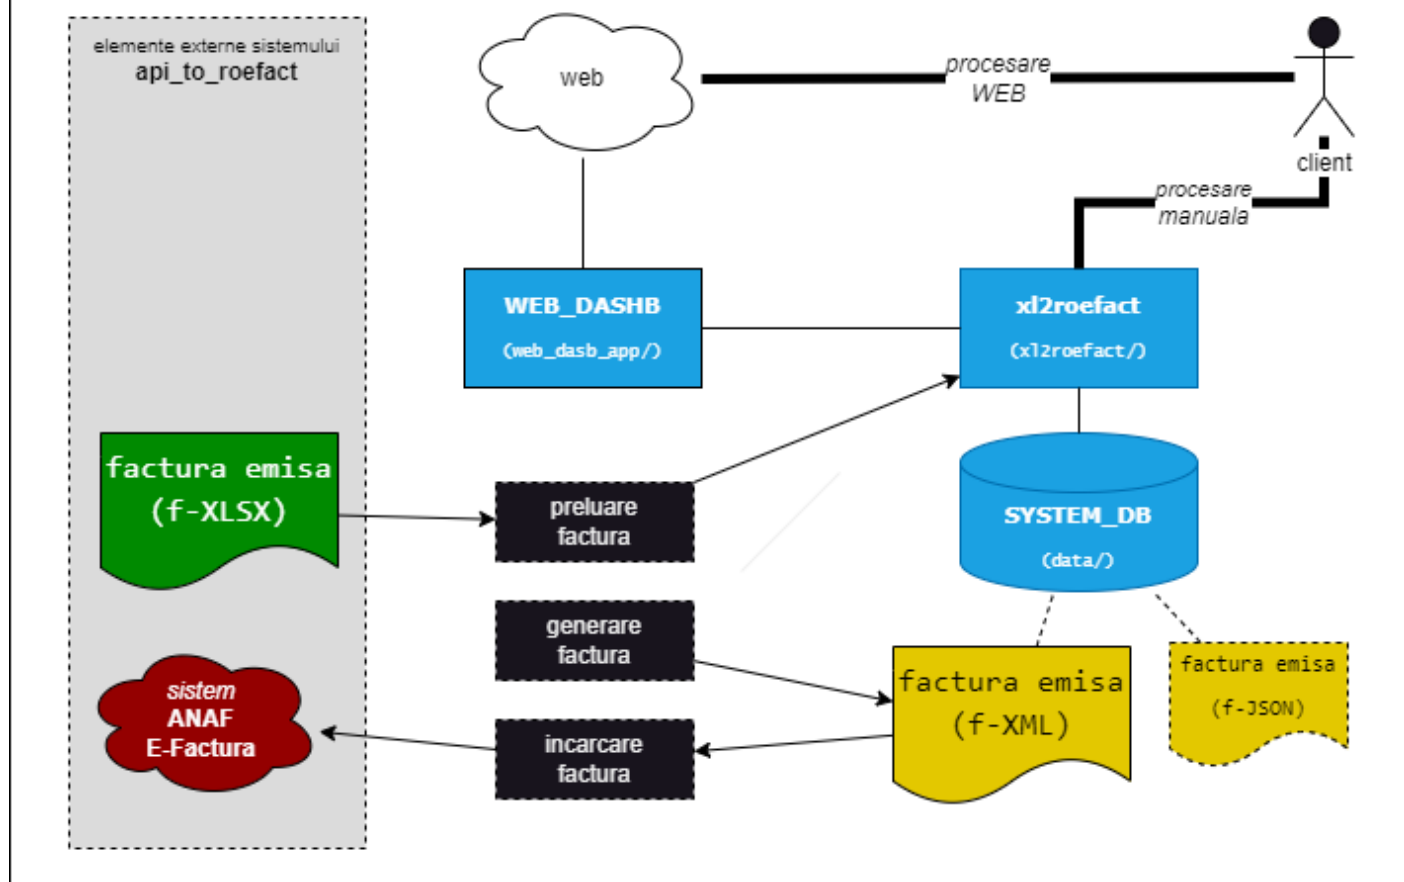 elemente externe sistemului
api_to_roefact
web
procesare
WEB
client
procesare
manuala
WEB_DASHB
(web_dasb_app/)
xl2roefact
(xl2roefact/)
factura emisa
(f-XLSX)
preluare
factura
SYSTEM_DB
(data/)
generare
factura
factura emisa
(f-XML)
factura emisa
(f-JSON)
sistem
ANAF
E-Factura
incarcare
factura